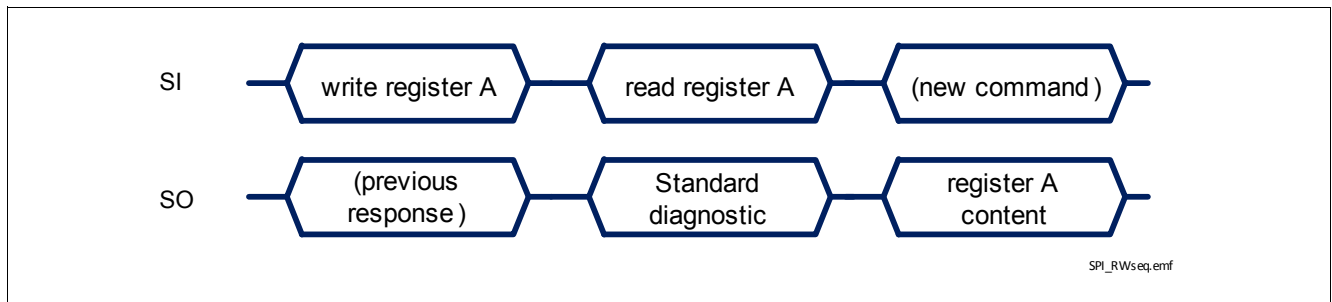 SI
write register A
read register A
(new command)
SO
(previous
response)
Standard
diagnostic
register A
content
SPI_RWseq.emf